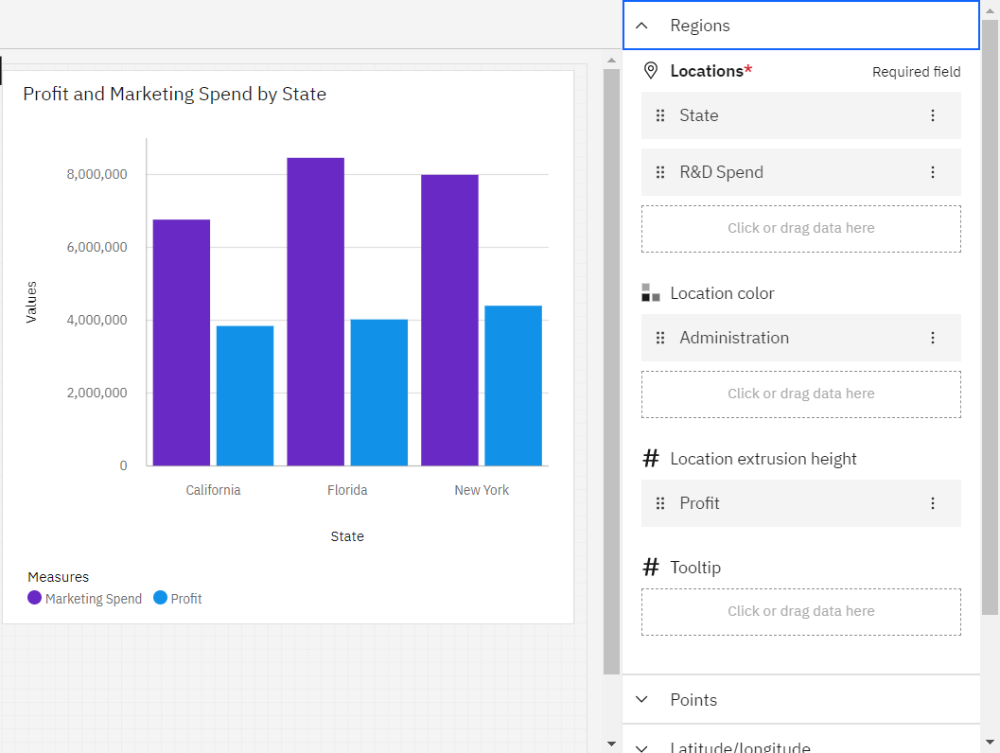 Profit and Marketing Spend by State
8,000,000
6,000,000
4,000,000
2,000,000
0
Values
California
Florida
New York
State
Measures
Marketing Spend
Profit
Regions
Locations*
Required field
State
R&D Spend
Click or drag data here
Location color
Administration
Click or drag data here
# Location extrusion height
Profit
# Tooltip
Click or drag data here
Points
Latitude/longitude